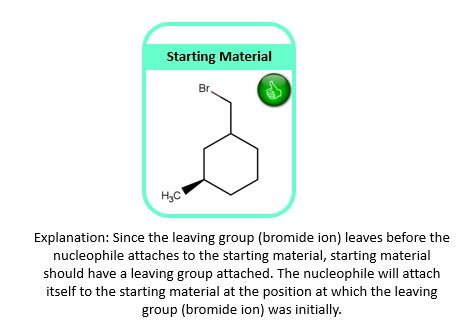 Starting Material
Br
H3C
Explanation: Since the leaving group (bromide ion) leaves before the
nucleophile attaches to the starting material, starting material
should have a leaving group attached. The nucleophile will attach
itself to the starting material at the position at which the leaving
group (bromide ion) was initially.